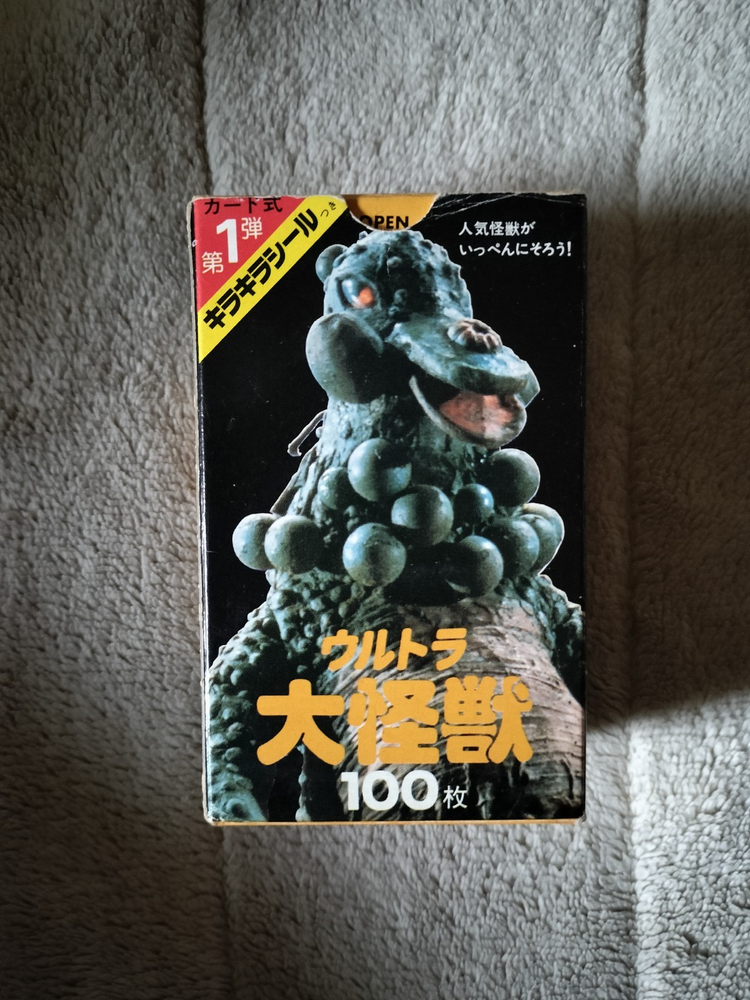 カード式
第1弾
キラキラシールつき
OPEN
人気怪獣が
いっぺんにそろう!
ウルトラ
大怪獣
100枚